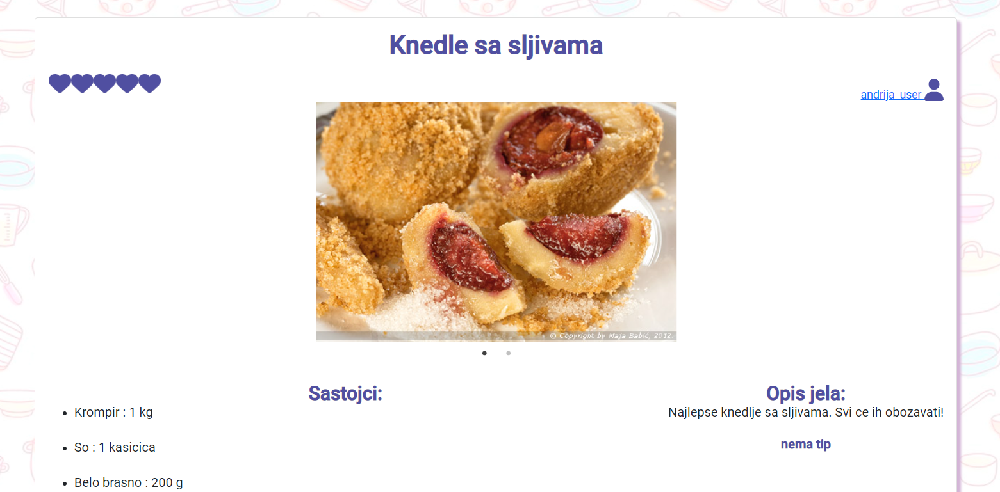 Knedle sa sljivama
andrija_user
© Copyright by Maja Babić, 2012.
Sastojci:
Krompir : 1 kg
So : 1 kasicica
Belo brasno : 200 g
Opis jela:
Najlepse knedlje sa sljivama. Svi ce ih obozavati!
nema tip